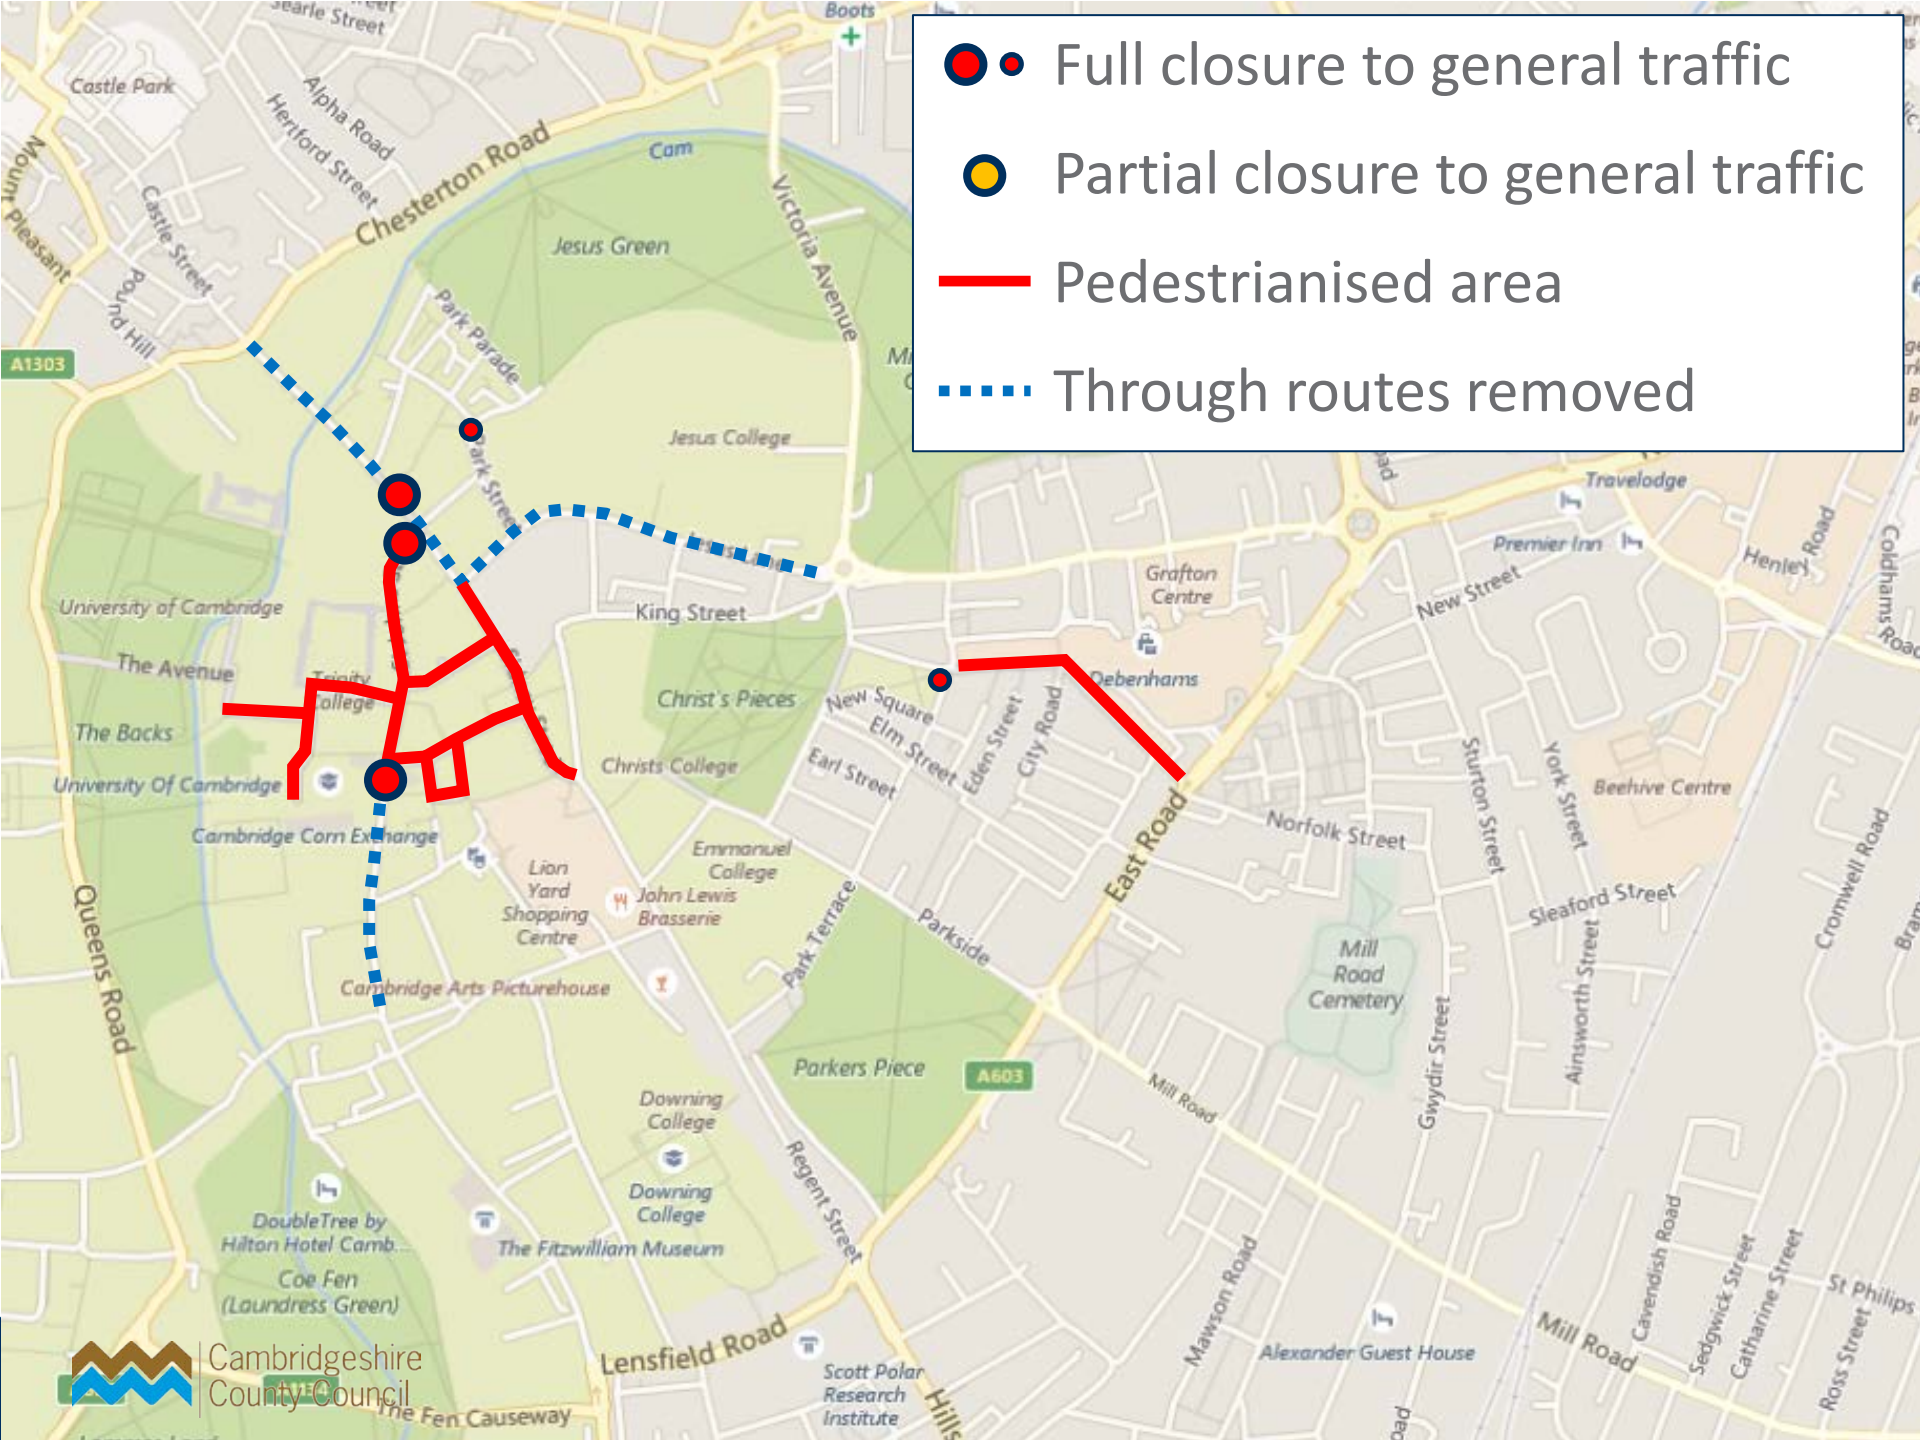 Searle Street
Boots
Castle Park
Alpha Road
Hertford Street
Chesterton Road
Cam
Mount Pleasant
Castle Street
Pound Hill
Victoria Avenue
Jesus Green
Park Parade
A1303
Full closure to general traffic
Partial closure to general traffic
Pedestrianised area
Through routes removed
Jesus College
Park Street
Jesus Lane
Travelodge
Premier Inn
Henley Road
Coldhams
Road
New Street
Grafton
Centre
King Street
University of Cambridge
The Avenue
Trinity
College
Christ's Pieces
Debenhams
New Square
Elm Street
Eden Street
City Road
Earl Street
The Backs
University Of Cambridge
Christs College
Sturton Street
York Street
Beehive Centre
Cambridge Corn Exchange
Norfolk Street
East Road
Emmanuel
College
Lion
Yard
Shopping
Centre
John Lewis
Brasserie
Park Terrace
Parkside
Sleaford Street
Cromwell Road
Queens Road
Mill
Road
Cemetery
Ainsworth Street
Gwydir Street
Cambridge Arts Picturehouse
Parkers Piece
A603
Mill Road
Downing
College
Downing
College
Regent Street
DoubleTree by
Hilton Hotel Camb...
The Fitzwilliam Museum
Coe Fen
(Laundress Green)
Mawson Road
Cavendish Road
Sedgwick Street
Catharine Street
St Philips
Ross Street
Mill Road
Alexander Guest House
Lensfield Road
Scott Polar
Research
Institute
Hills
Cambridgeshire
County Council
The Fen Causeway